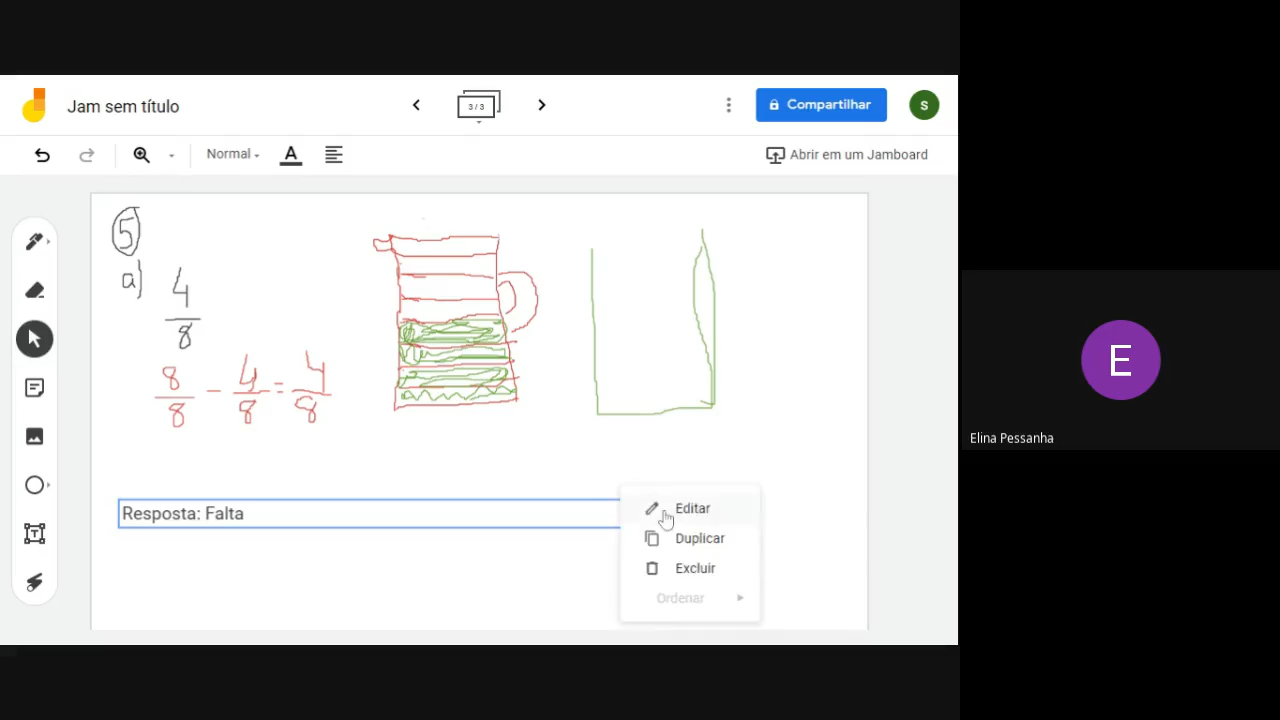 Jam sem título
3 / 3
Compartilhar
S
Normal
A
Abrir em um Jamboard
5
a) 4/8
8/8 - 4/8 = 4/8
Resposta: Falta
Editar
Duplicar
Excluir
Ordenar
E
Elina Pessanha